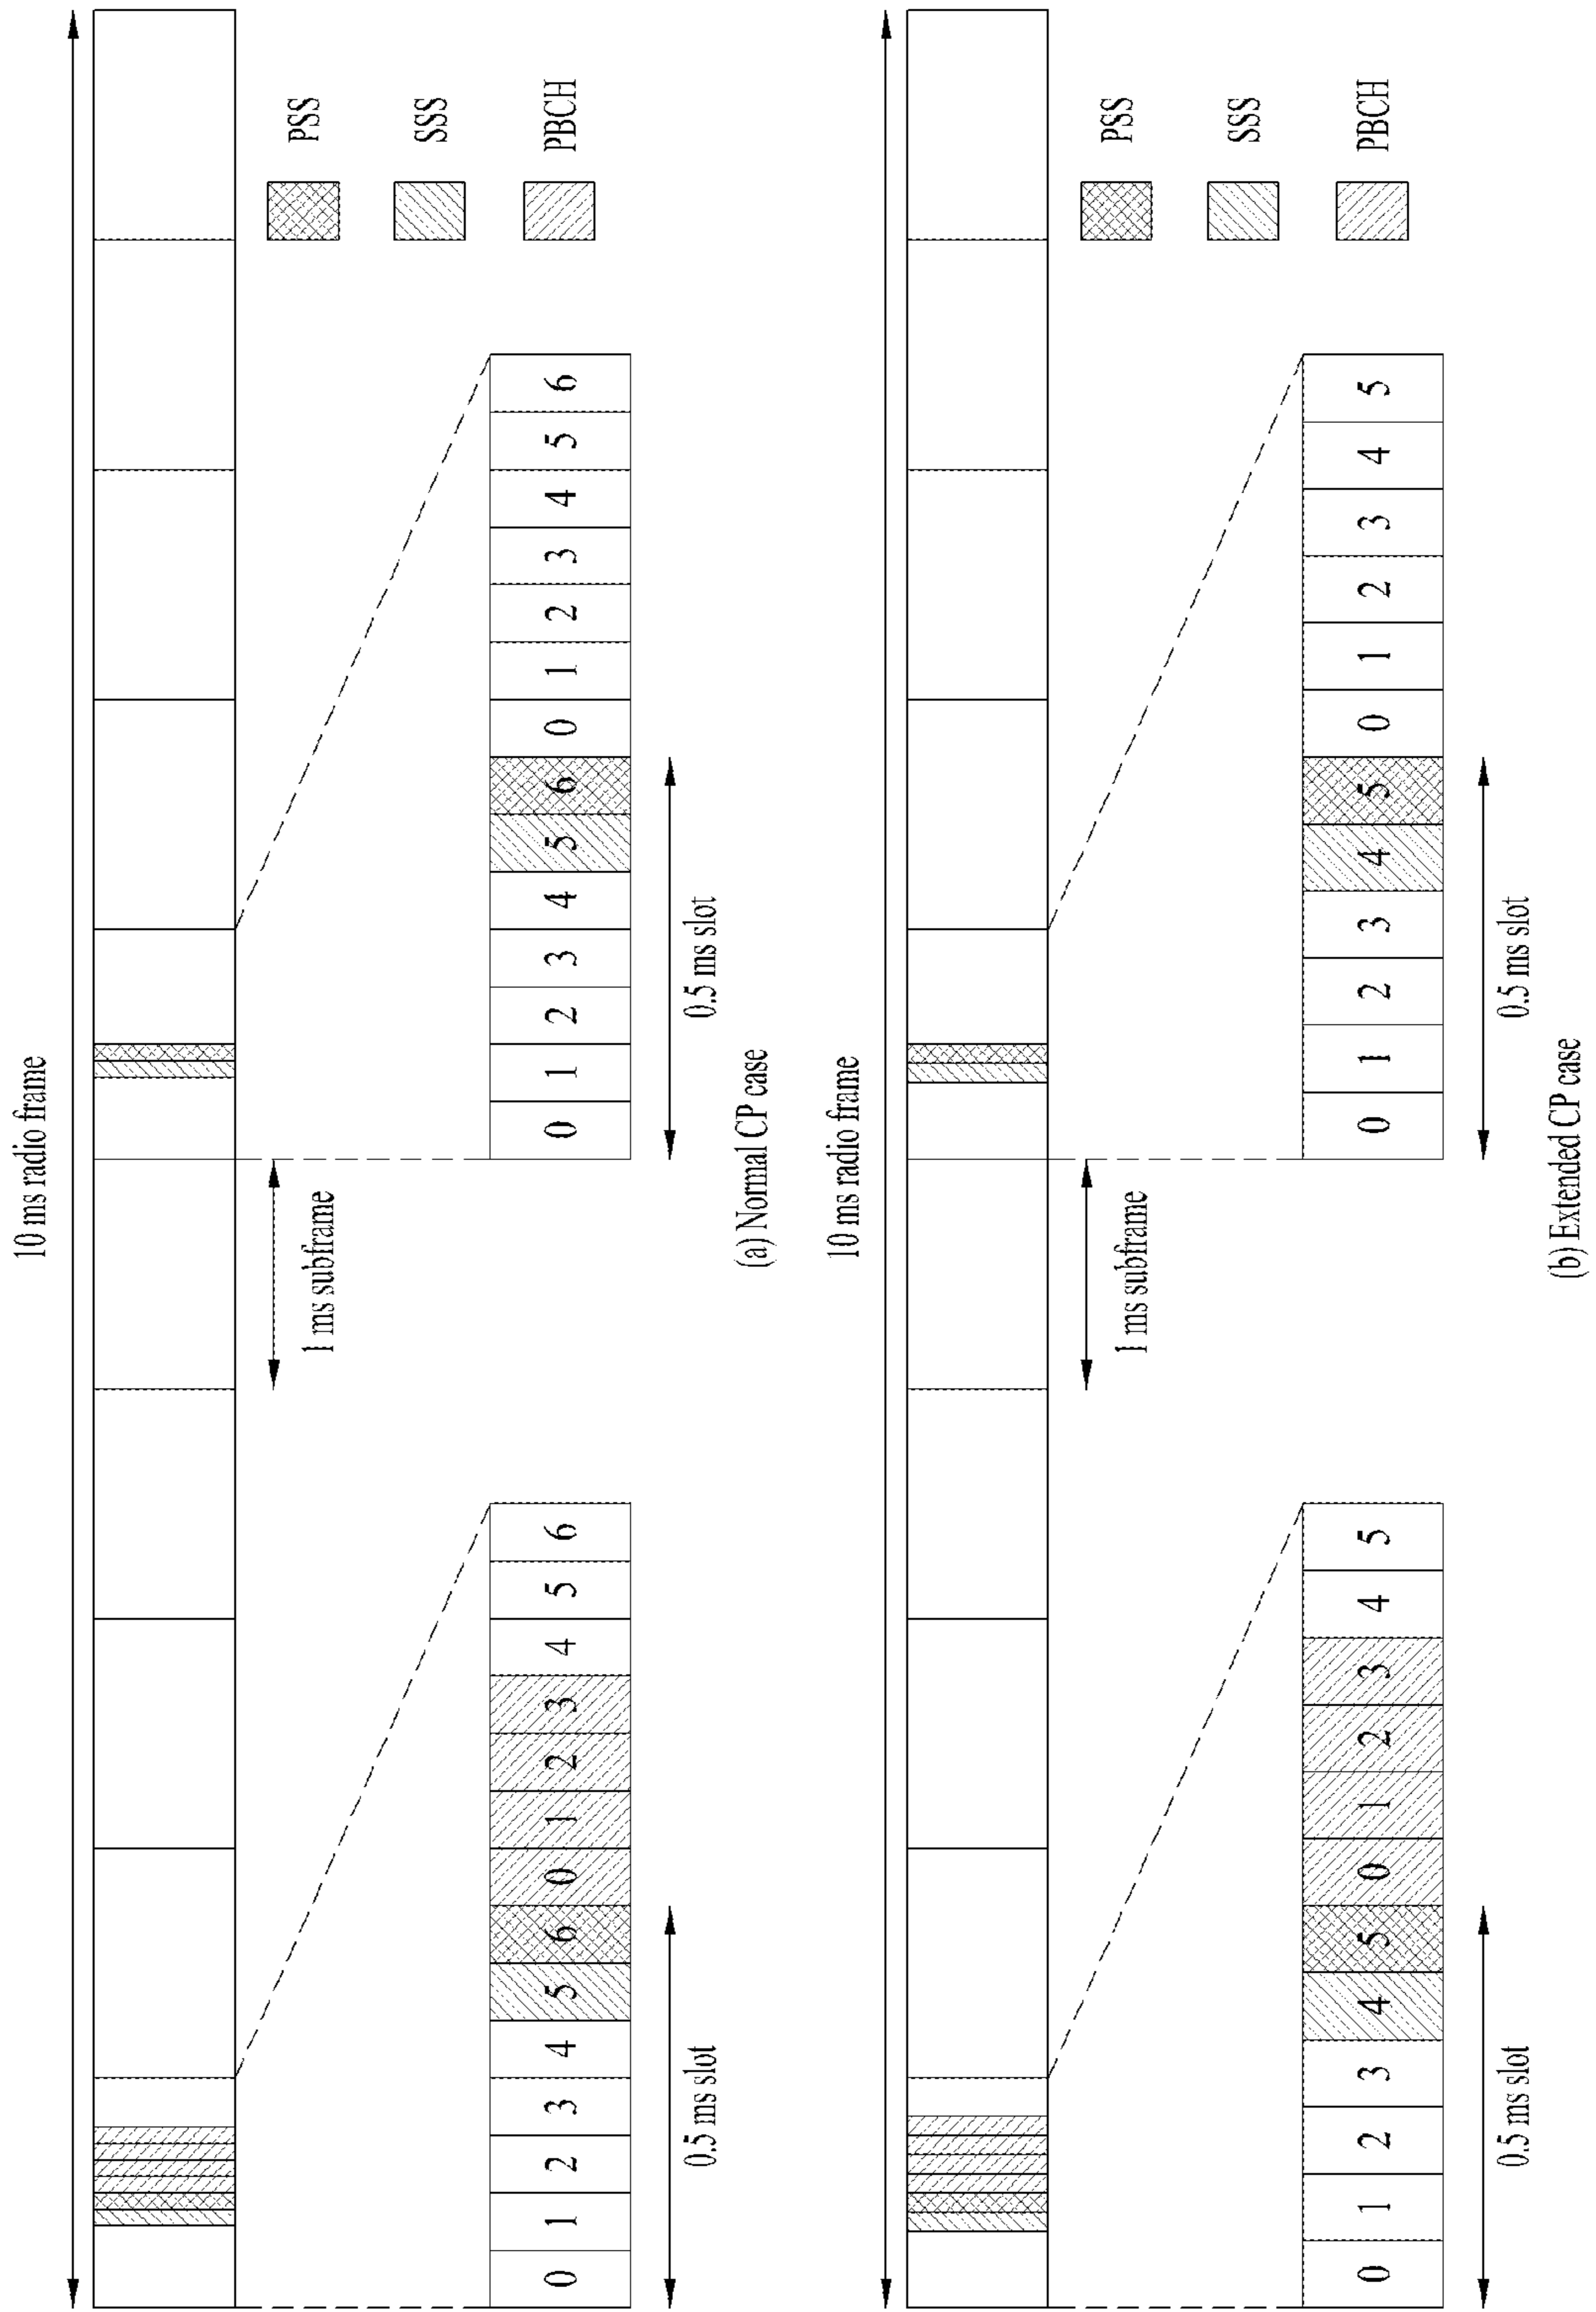 10 ms radio frame
PSS
SSS
PBCH
1 ms subframe
0 1 2 3 4 5 6 0 1 2 3 4 5 6
0 1 2 3 4 5 6 0 1 2 3 4 5 6
0.5 ms slot
0.5 ms slot
(a) Normal CP case
10 ms radio frame
PSS
SSS
PBCH
1 ms subframe
0 1 2 3 4 5 0 1 2 3 4 5
0 1 2 3 4 5 0 1 2 3 4 5
0.5 ms slot
0.5 ms slot
(b) Extended CP case